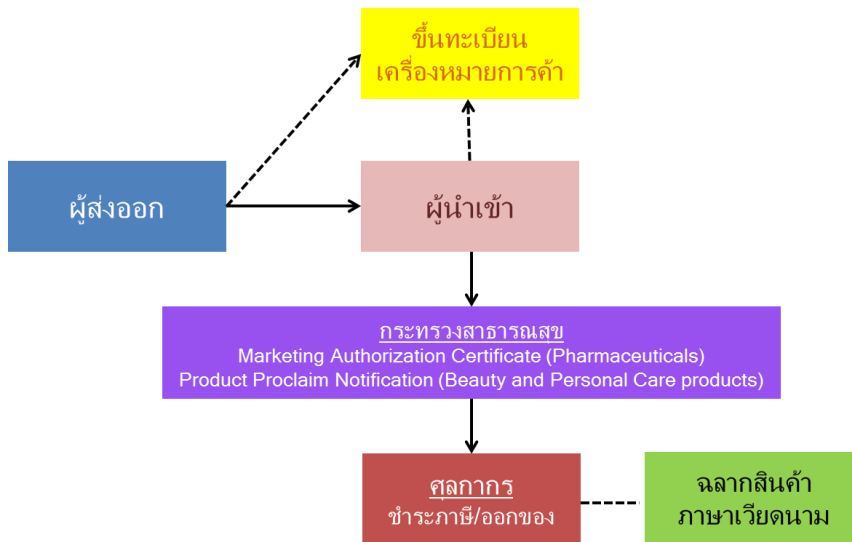 ขึ้นทะเบียน
เครื่องหมายการค้า
ผู้ส่งออก
ผู้นำเข้า
กระทรวงสาธารณสุข
Marketing Authorization Certificate (Pharmaceuticals)
Product Proclaim Notification (Beauty and Personal Care products)
ศุลกากร
ชำระภาษี/ออกของ
ฉลากสินค้า
ภาษาเวียดนาม